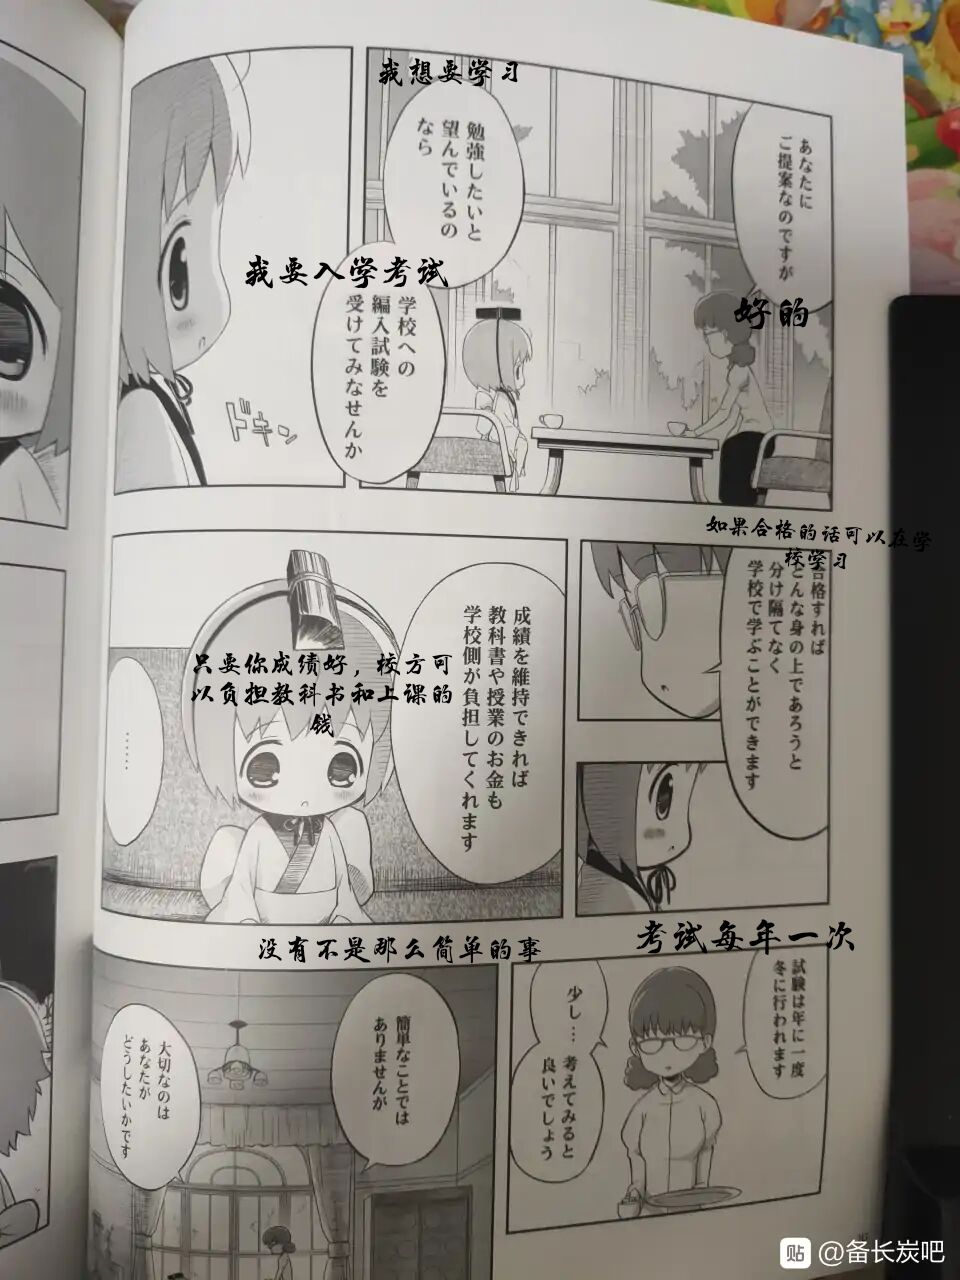 我想要学习
あなたに
ご提案なのですが
好的
勉強したいと
望んでいるの
なら
我要入学考试
学校への
編入試験を
受けてみなせんか
ドキン
如果合格的话可以在学
校学习
合格すれば
どんな身の上であろうと
分け隔てなく
学校で学ぶことができます
成績を維持できれば
教科書や授業のお金も
学校側が負担してくれます
只要你成绩好，校方可
以负担教科书和上课的
钱
……
考试每年一次
試験は年に一度
冬に行われます
少し…
考えてみると
良いでしょう
没有不是那么简单的事
簡単なことでは
ありませんが
大切なのは
あなたが
どうしたいかです
贴 @备长炭吧